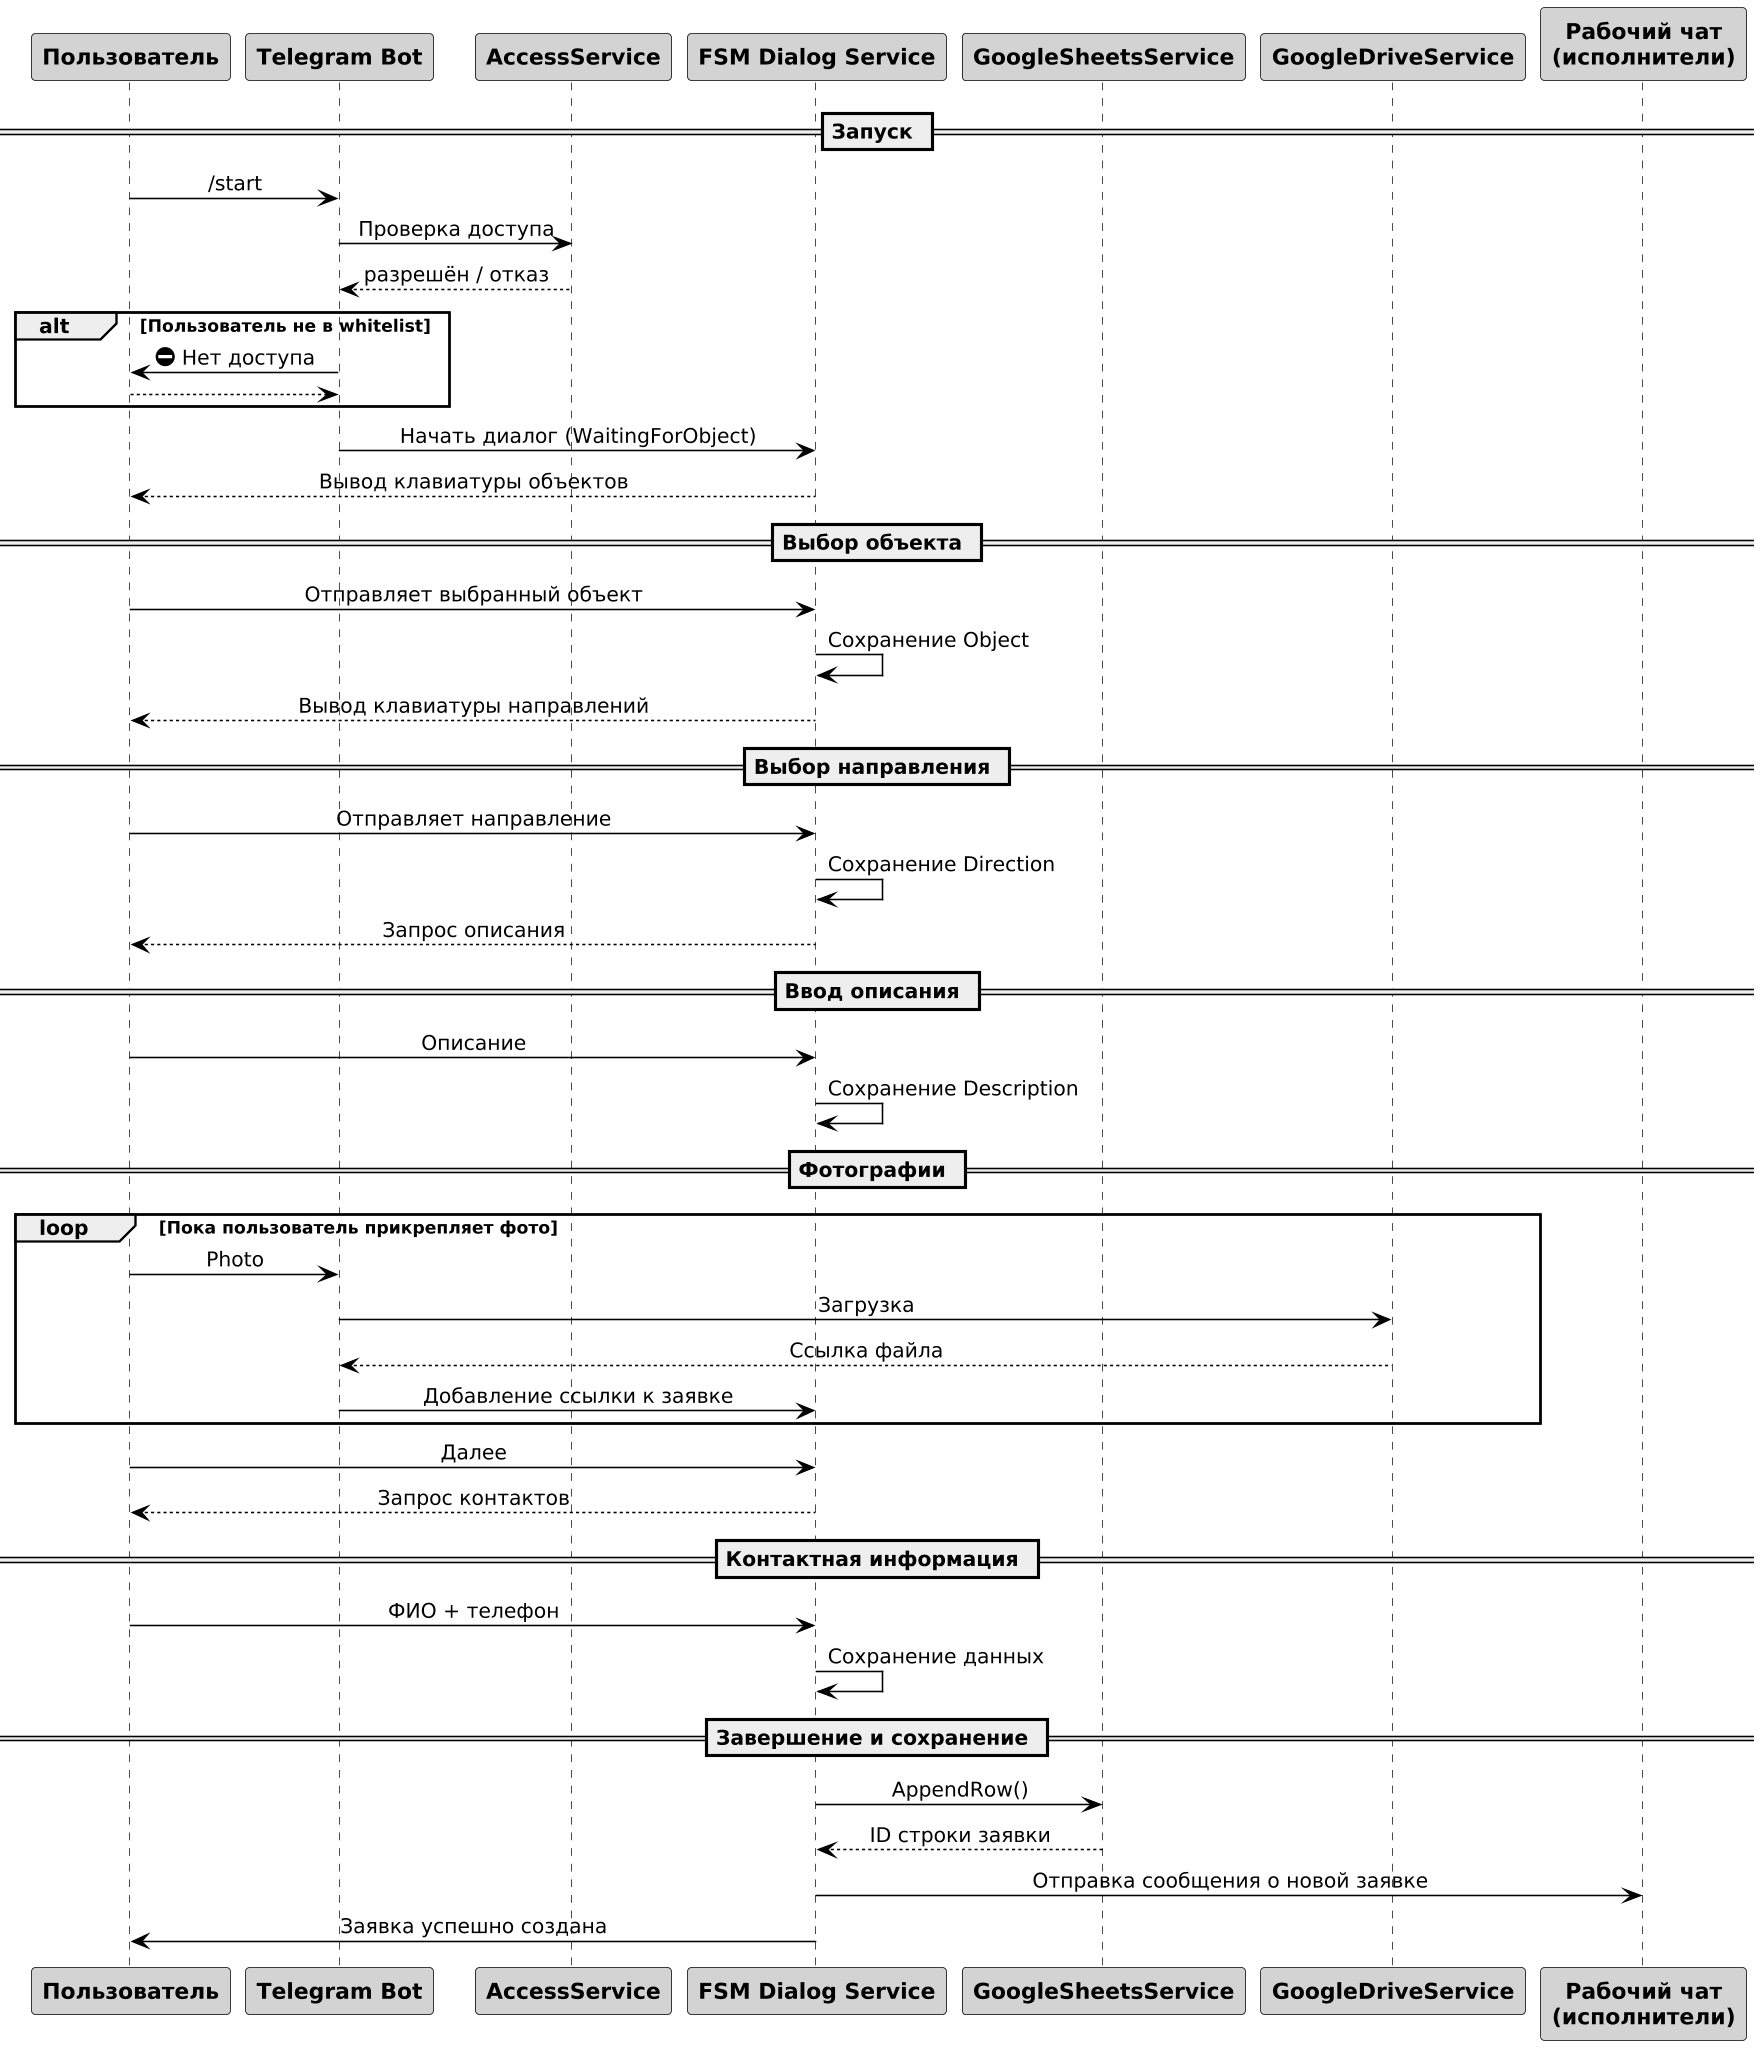 Пользователь
Telegram Bot
AccessService
FSM Dialog Service
GoogleSheetsService
GoogleDriveService
Рабочий чат
(исполнители)
Запуск
/start
Проверка доступа
разрешён / отказ
alt
[Пользователь не в whitelist]
⛔ Нет доступа
Начать диалог (WaitingForObject)
Вывод клавиатуры объектов
Выбор объекта
Отправляет выбранный объект
Сохранение Object
Вывод клавиатуры направлений
Выбор направления
Отправляет направление
Сохранение Direction
Запрос описания
Ввод описания
Описание
Сохранение Description
Фотографии
loop
[Пока пользователь прикрепляет фото]
Photo
Загрузка
Ссылка файла
Добавление ссылки к заявке
Далее
Запрос контактов
Контактная информация
ФИО + телефон
Сохранение данных
Завершение и сохранение
AppendRow()
ID строки заявки
Отправка сообщения о новой заявке
Заявка успешно создана
Пользователь
Telegram Bot
AccessService
FSM Dialog Service
GoogleSheetsService
GoogleDriveService
Рабочий чат
(исполнители)